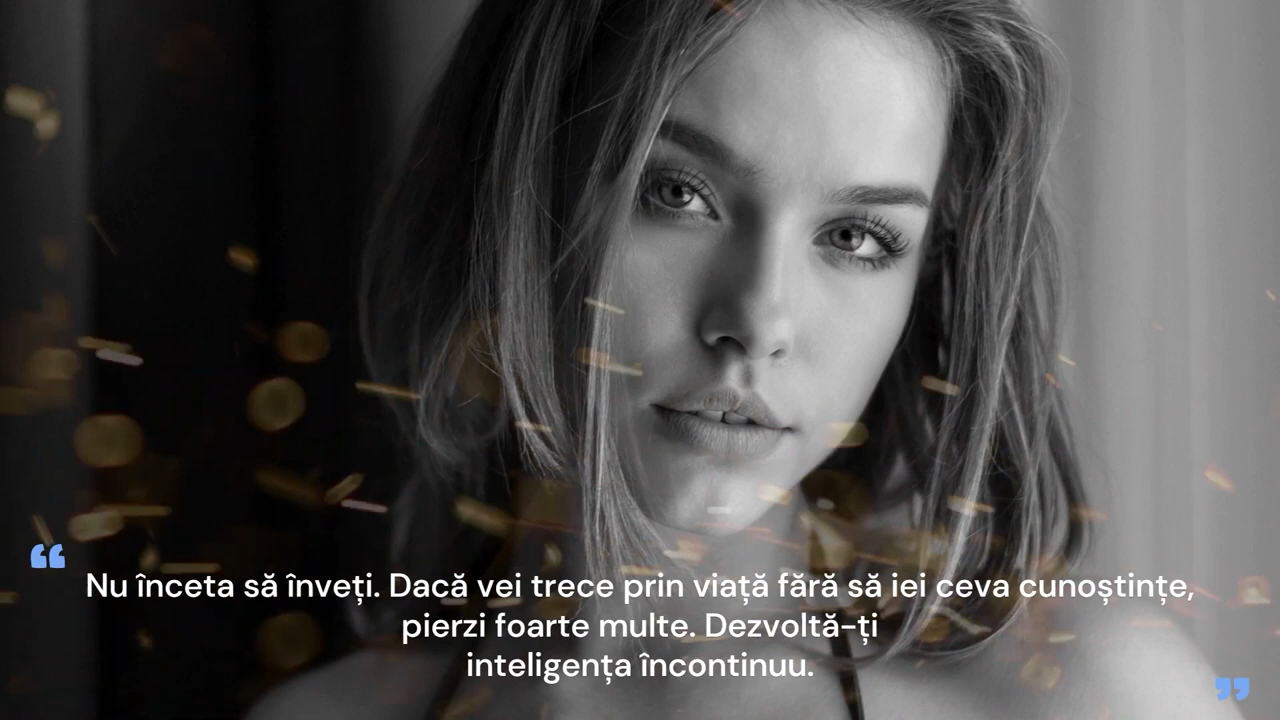 “
Nu înceta să înveți. Dacă vei trece prin viață fără să iei ceva cunoștințe,
pierzi foarte multe. Dezvoltă-ți
inteligența încontinuu.
”